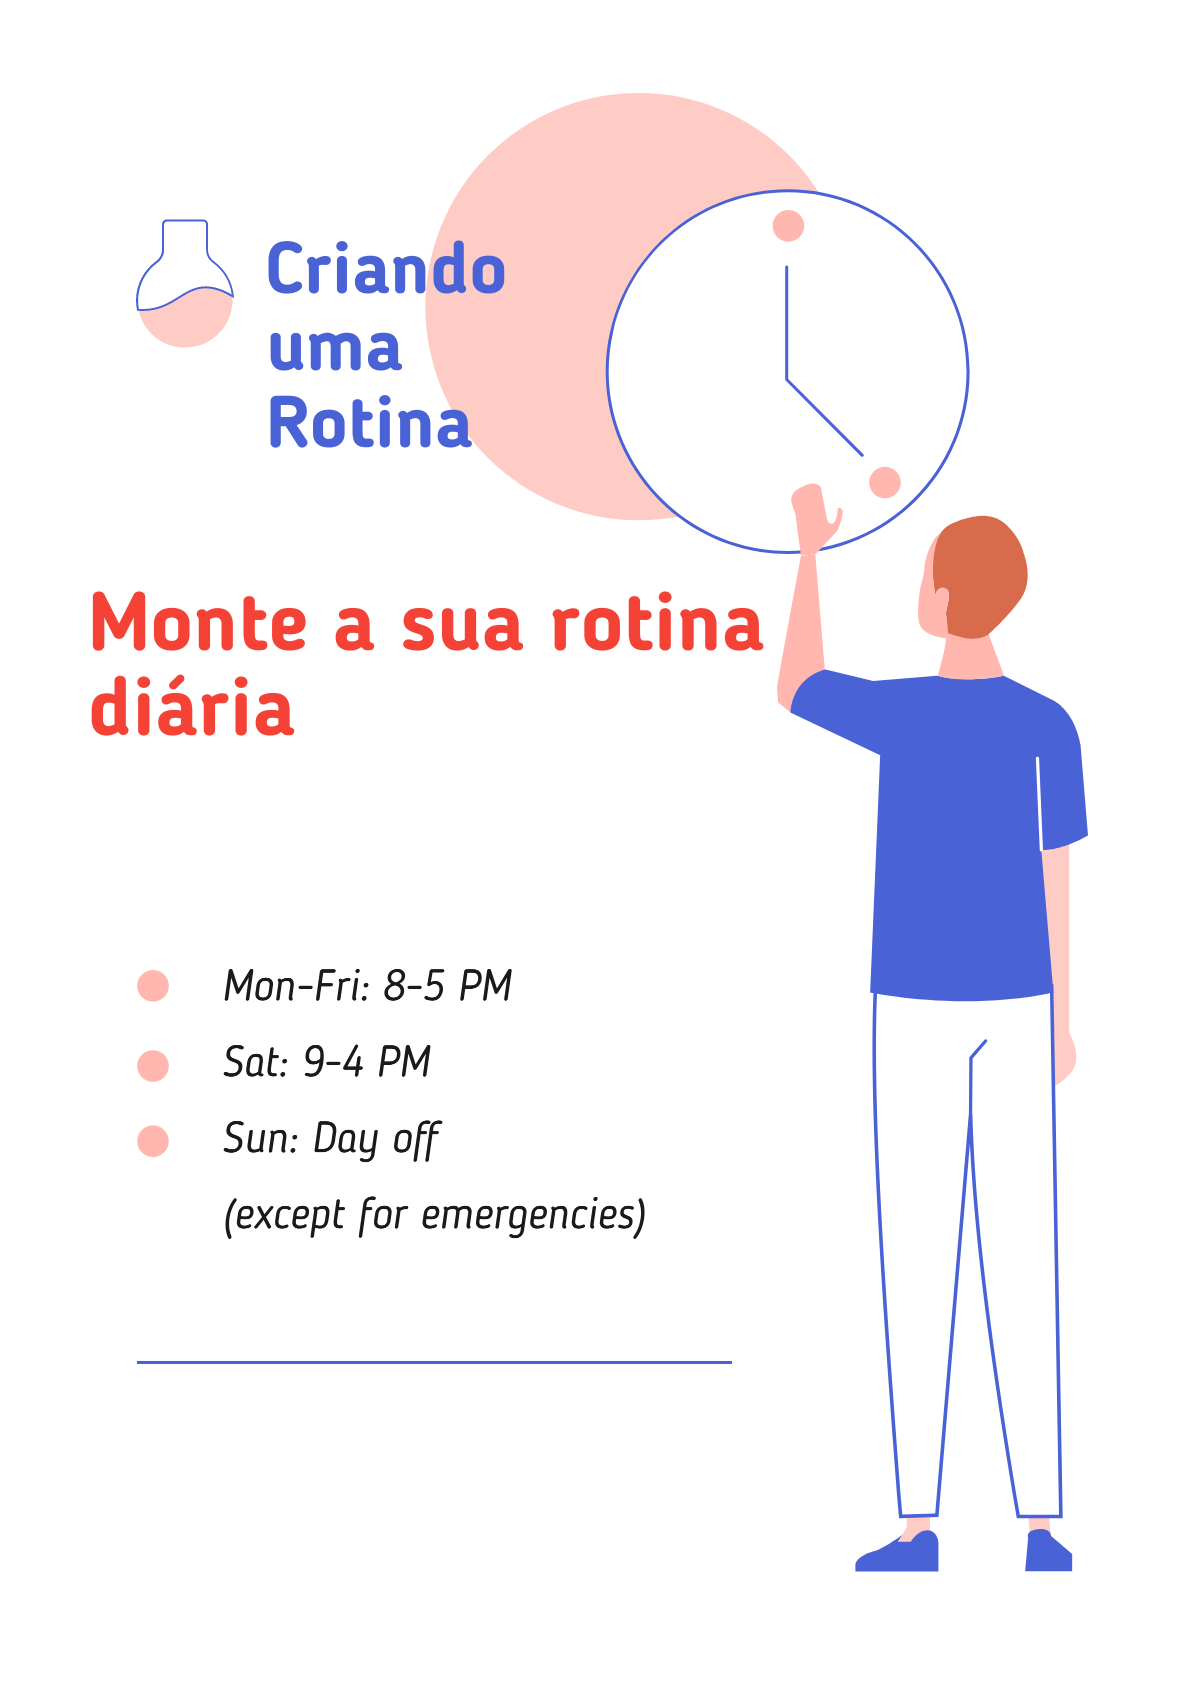 Criando
uma
Rotina
Monte a sua rotina
diária
Mon-Fri: 8-5 PM
Sat: 9-4 PM
Sun: Day off
(except for emergencies)